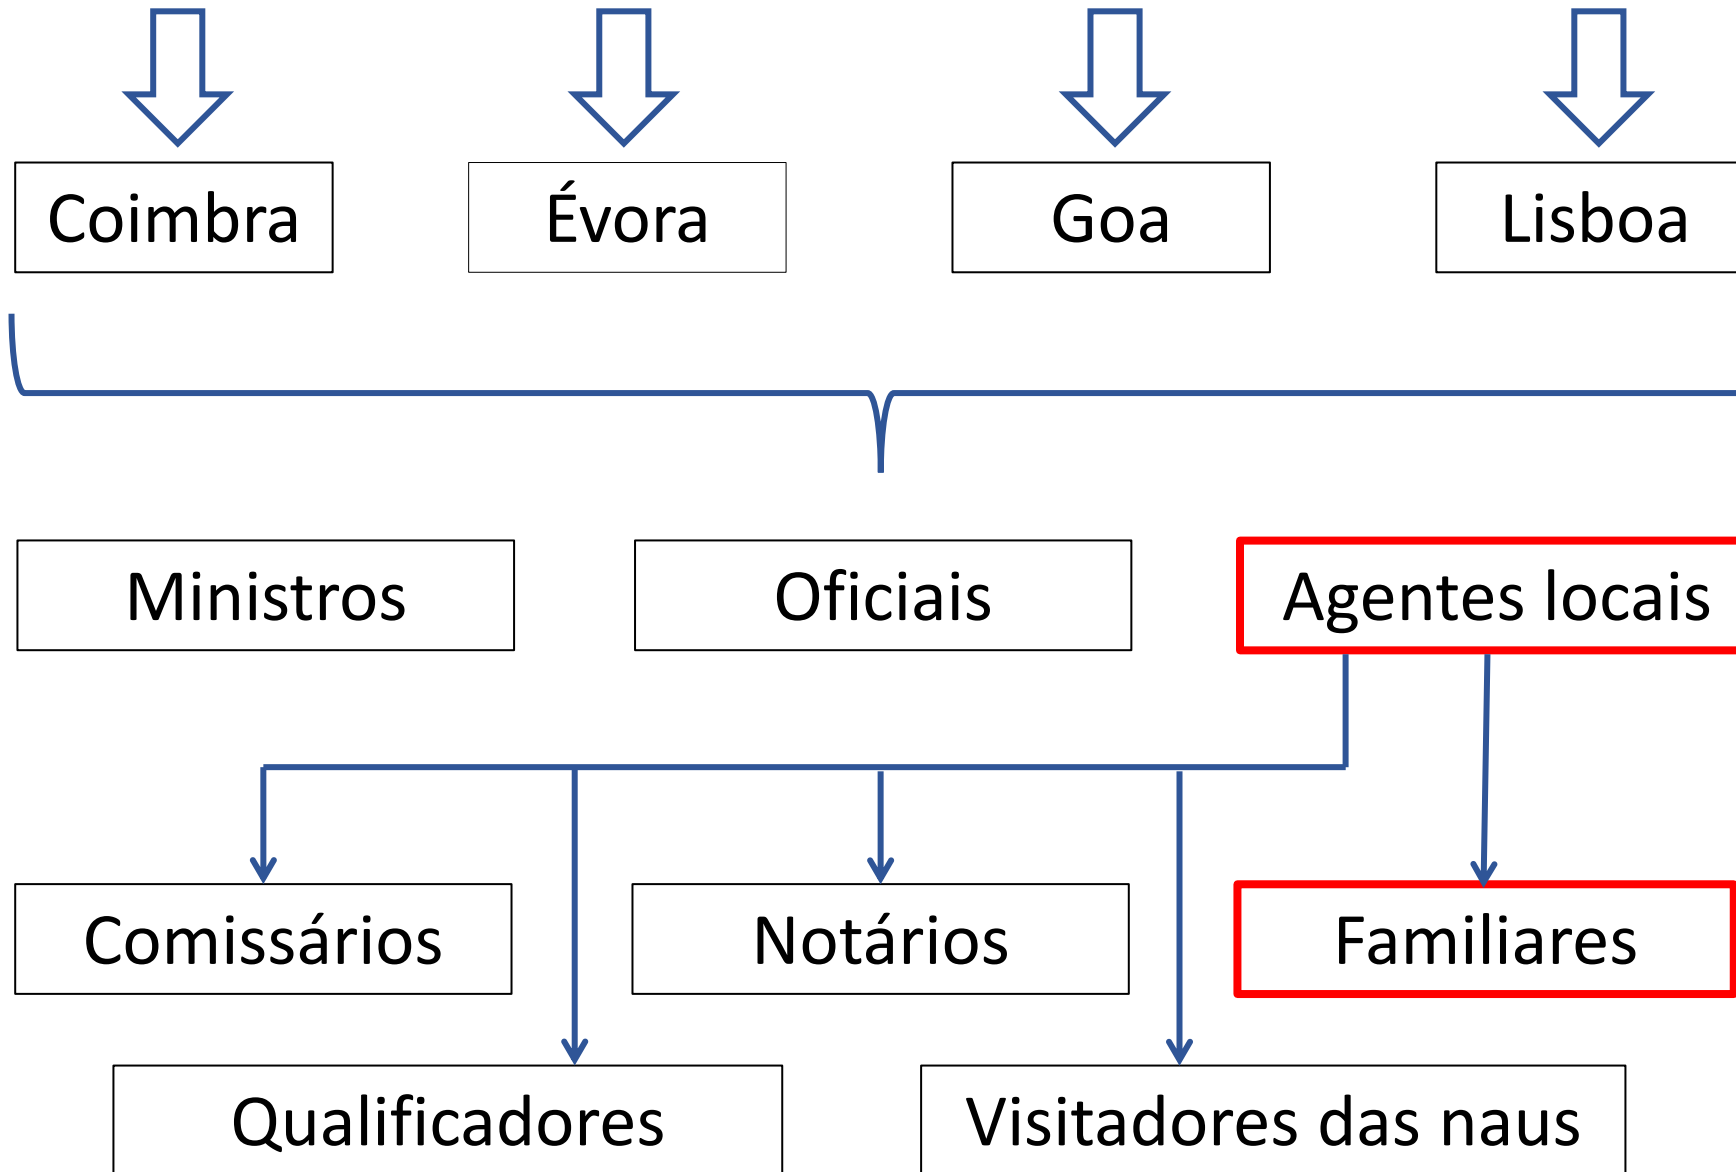 Coimbra
Évora
Goa
Lisboa
Ministros
Oficiais
Agentes locais
Comissários
Notários
Familiares
Qualificadores
Visitadores das naus